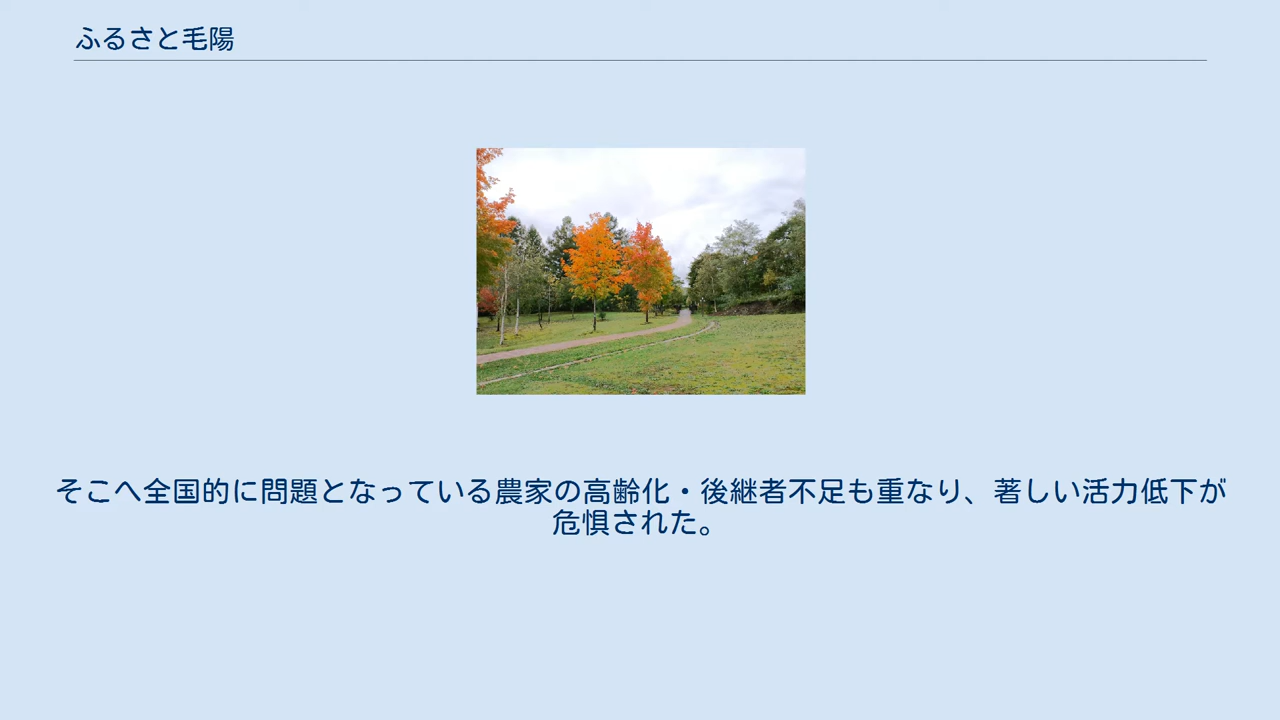 ふるさと毛陽
そこへ全国的に問題となっている農家の高齢化・後継者不足も重なり、著しい活力低下が
危惧された。